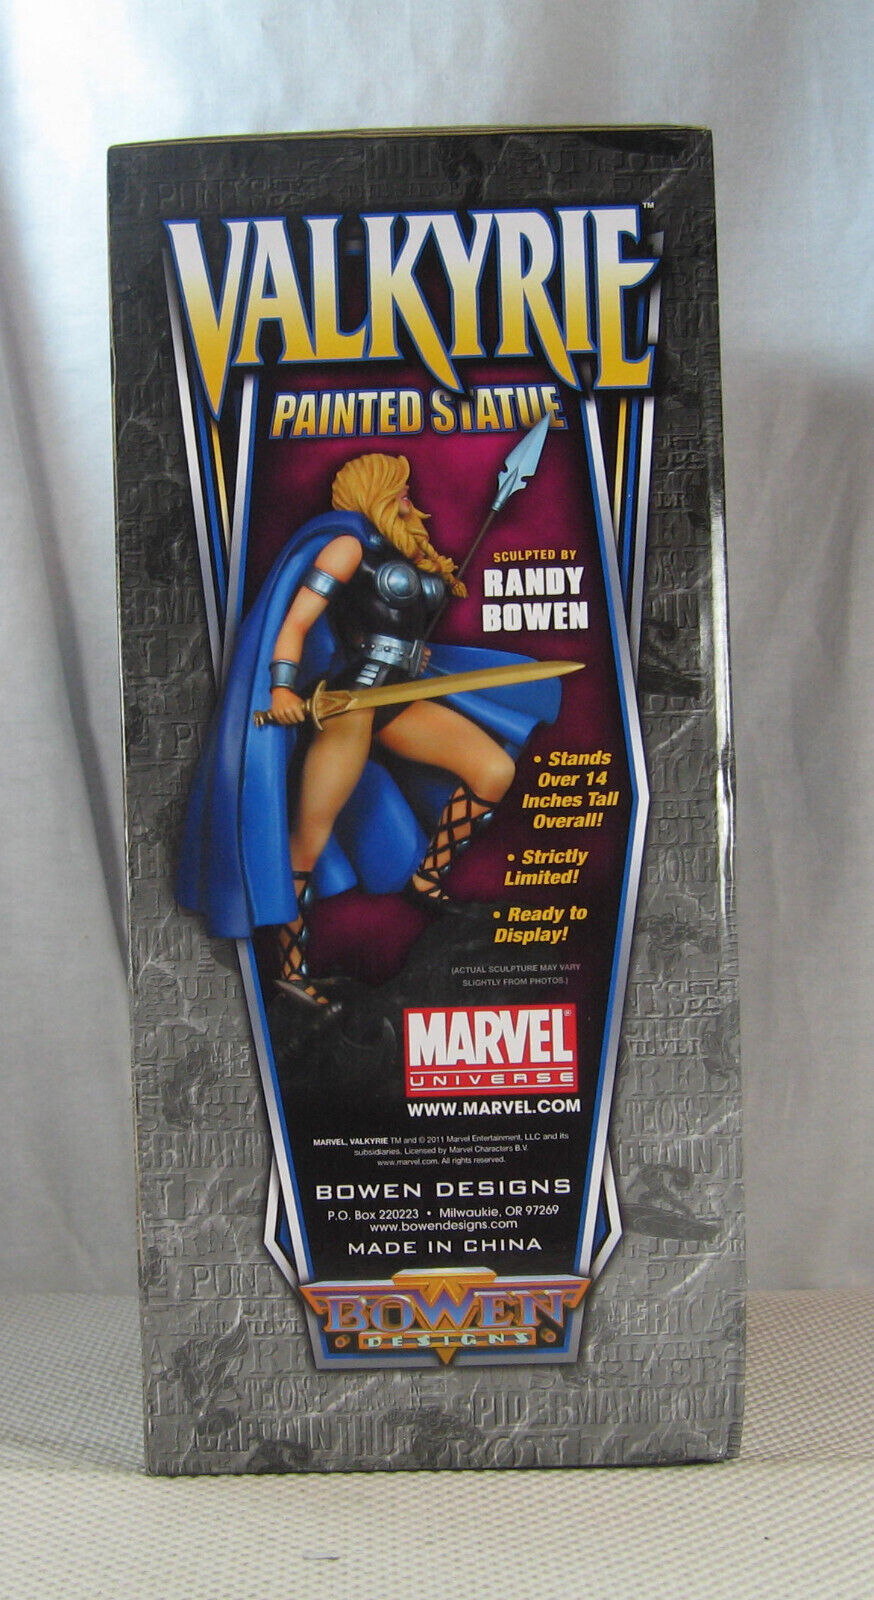 VALKYRIE™
PAINTED STATUE
SCULPTED BY
RANDY
BOWEN
• Stands
Over 14
Inches Tall
Overall!
• Strictly
Limited!
• Ready to
Display!
(ACTUAL SCULPTURE MAY VARY
SLIGHTLY FROM PHOTOS.)
MARVEL®
UNIVERSE
WWW.MARVEL.COM
MARVEL, VALKYRIE TM and © 2011 Marvel Entertainment, LLC and its
subsidiaries. Licensed by Marvel Characters B.V.
www.marvel.com. All rights reserved.
BOWEN DESIGNS
P.O. Box 220223 • Milwaukie, OR 97269
www.bowendesigns.com
MADE IN CHINA
BOWEN
DESIGNS
SPIDERMAN
CAPTAIN THOR